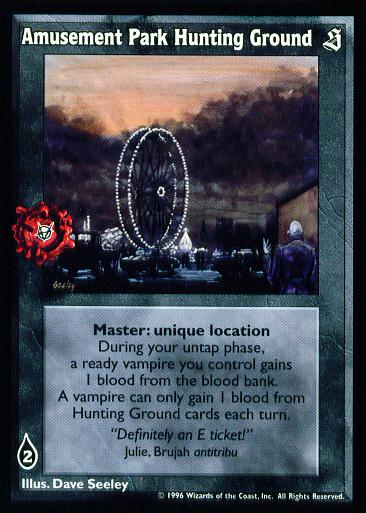 Amusement Park Hunting Ground
Seeley
Master: unique location
During your untap phase,
a ready vampire you control gains
1 blood from the blood bank.
A vampire can only gain 1 blood from
Hunting Ground cards each turn.
"Definitely an E ticket!"
Julie, Brujah antitribu
2
Illus. Dave Seeley
© 1996 Wizards of the Coast, Inc. All Rights Reserved.